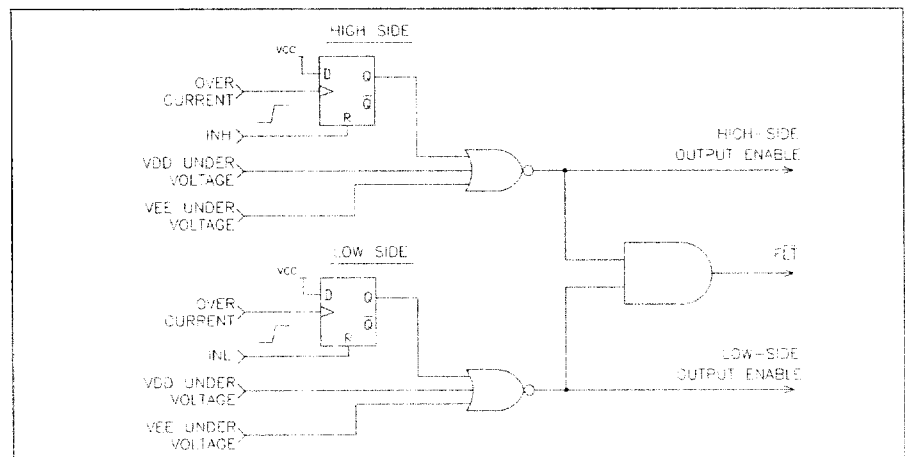 HIGH SIDE
VCC
D Q
OVER
CURRENT
Q
R
INH
HIGH-SIDE
OUTPUT ENABLE
VDD UNDER
VOLTAGE
VEE UNDER
VOLTAGE
LOW SIDE
VCC
D Q
OVER
CURRENT
Q
R
INL
LOW-SIDE
OUTPUT ENABLE
VDD UNDER
VOLTAGE
VEE UNDER
VOLTAGE